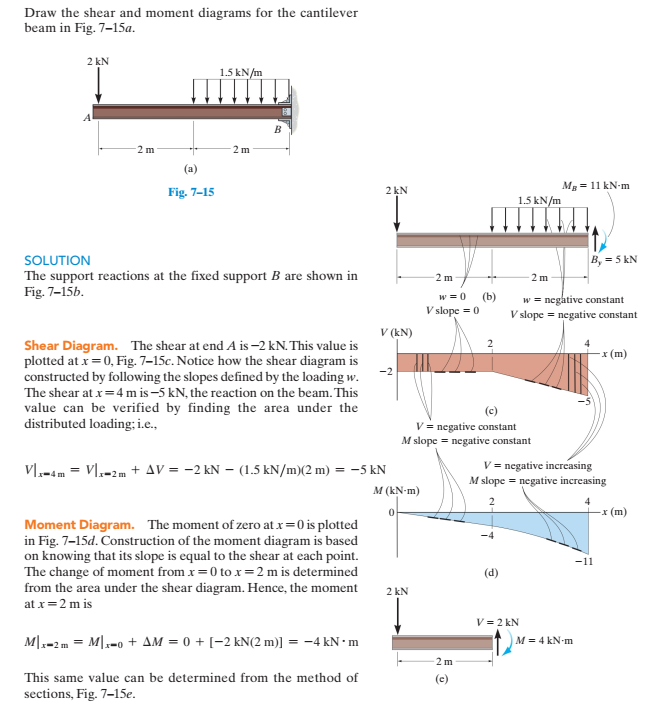 Draw the shear and moment diagrams for the cantilever
beam in Fig. 7–15a.
2 kN
1.5 kN/m
A
B
2 m
2 m
(a)
Fig. 7–15
SOLUTION
The support reactions at the fixed support B are shown in
Fig. 7–15b.
Shear Diagram. The shear at end A is –2 kN. This value is
plotted at x = 0, Fig. 7–15c. Notice how the shear diagram is
constructed by following the slopes defined by the loading w.
The shear at x = 4 m is –5 kN, the reaction on the beam. This
value can be verified by finding the area under the
distributed loading; i.e.,
V|x=4 m = V|x=2 m + ΔV = −2 kN − (1.5 kN/m)(2 m) = −5 kN
Moment Diagram. The moment of zero at x = 0 is plotted
in Fig. 7–15d. Construction of the moment diagram is based
on knowing that its slope is equal to the shear at each point.
The change of moment from x = 0 to x = 2 m is determined
from the area under the shear diagram. Hence, the moment
at x = 2 m is
M|x=2 m = M|x=0 + ΔM = 0 + [−2 kN(2 m)] = −4 kN · m
This same value can be determined from the method of
sections, Fig. 7–15e.
2 kN
M_B = 11 kN·m
1.5 kN/m
B_y = 5 kN
2 m
2 m
w = 0
(b)
w = negative constant
V slope = 0
V slope = negative constant
V (kN)
2
4
x (m)
−2
−5
(c)
V = negative constant
M slope = negative constant
V = negative increasing
M slope = negative increasing
M (kN·m)
0
2
4
x (m)
−4
−11
(d)
2 kN
V = 2 kN
M = 4 kN·m
2 m
(e)